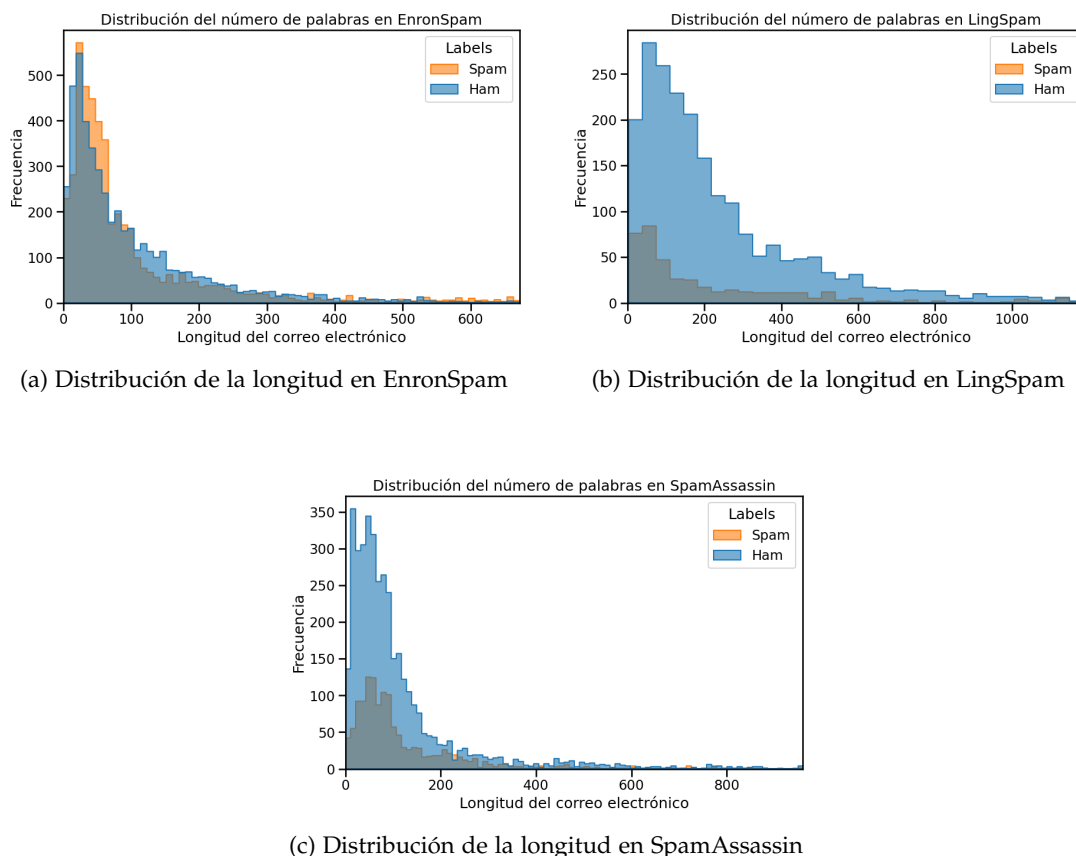 Distribución del número de palabras en EnronSpam
Labels
Spam
Ham
Frecuencia
500
400
300
200
100
0
0 100 200 300 400 500 600
Longitud del correo electrónico
(a) Distribución de la longitud en EnronSpam
Distribución del número de palabras en LingSpam
Labels
Spam
Ham
Frecuencia
250
200
150
100
50
0
0 200 400 600 800 1000
Longitud del correo electrónico
(b) Distribución de la longitud en LingSpam
Distribución del número de palabras en SpamAssassin
Labels
Spam
Ham
Frecuencia
350
300
250
200
150
100
50
0
0 200 400 600 800
Longitud del correo electrónico
(c) Distribución de la longitud en SpamAssassin